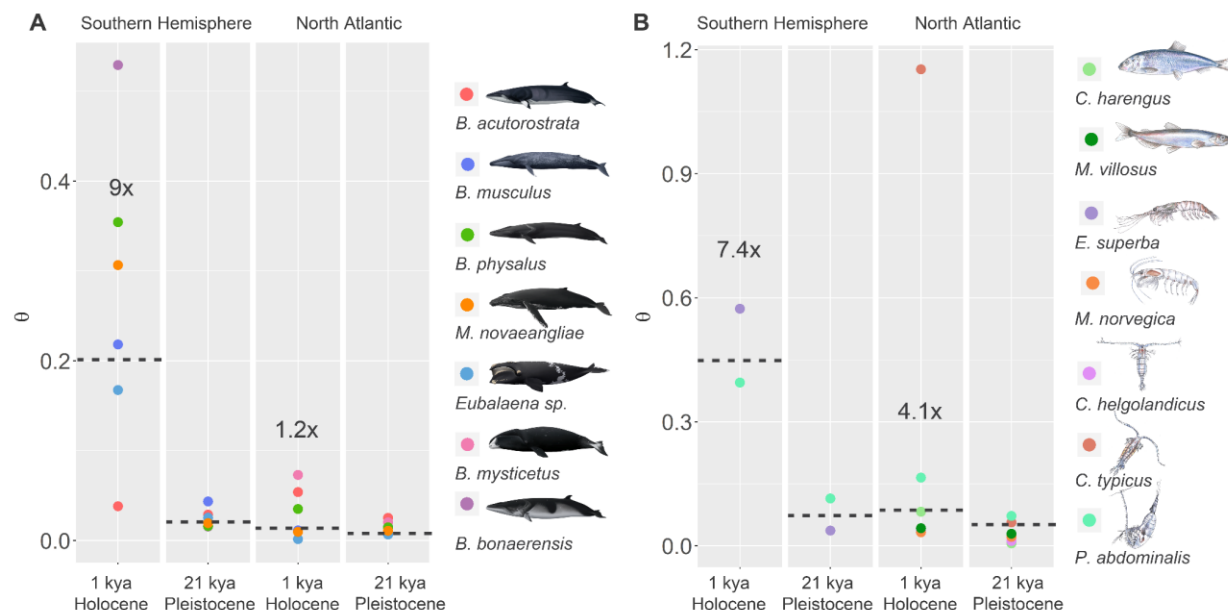 A
Southern Hemisphere
North Atlantic
0.4
0.2
0.0
θ
9x
1.2x
1 kya
Holocene
21 kya
Pleistocene
1 kya
Holocene
21 kya
Pleistocene
B. acutorostrata
B. musculus
B. physalus
M. novaeangliae
Eubalaena sp.
B. mysticetus
B. bonaerensis
B
Southern Hemisphere
North Atlantic
1.2
0.9
0.6
0.3
0.0
θ
7.4x
4.1x
1 kya
Holocene
21 kya
Pleistocene
1 kya
Holocene
21 kya
Pleistocene
C. harengus
M. villosus
E. superba
M. norvegica
C. helgolandicus
C. typicus
P. abdominalis